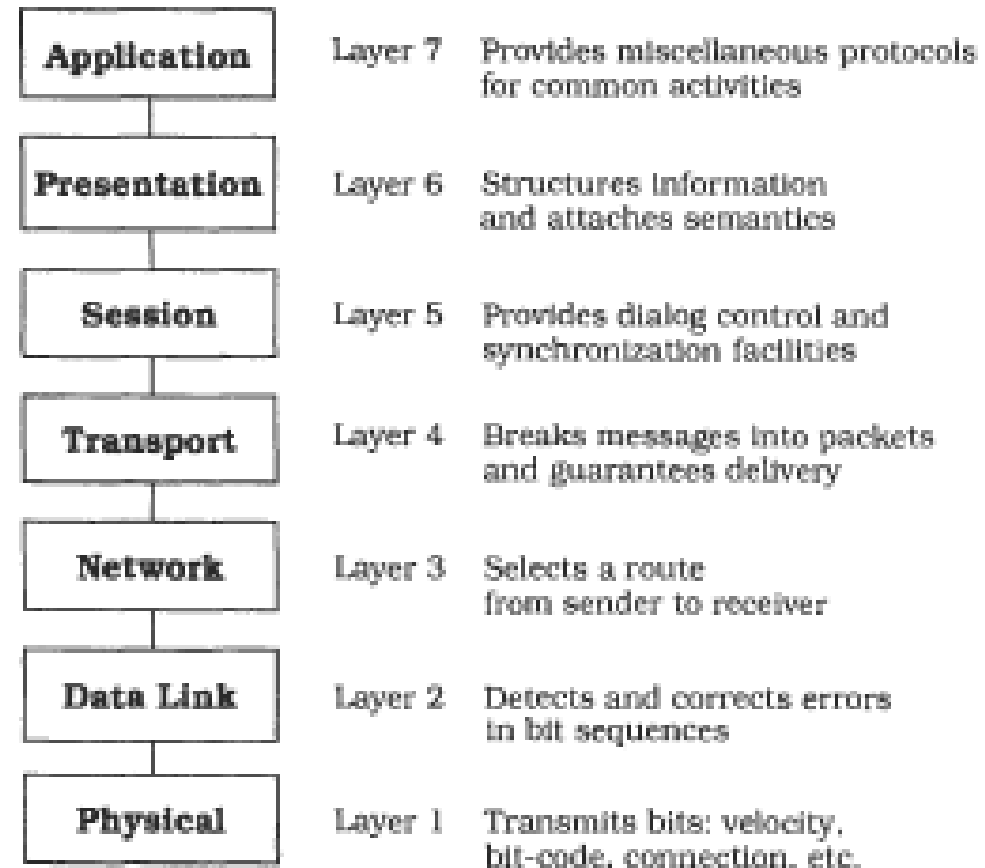 Application Layer 7 Provides miscellaneous protocols
for common activities
Presentation Layer 6 Structures information
and attaches semantics
Session Layer 5 Provides dialog control and
synchronization facilities
Transport Layer 4 Breaks messages into packets
and guarantees delivery
Network Layer 3 Selects a route
from sender to receiver
Data Link Layer 2 Detects and corrects errors
in bit sequences
Physical Layer 1 Transmits bits: velocity,
bit-code, connection, etc.